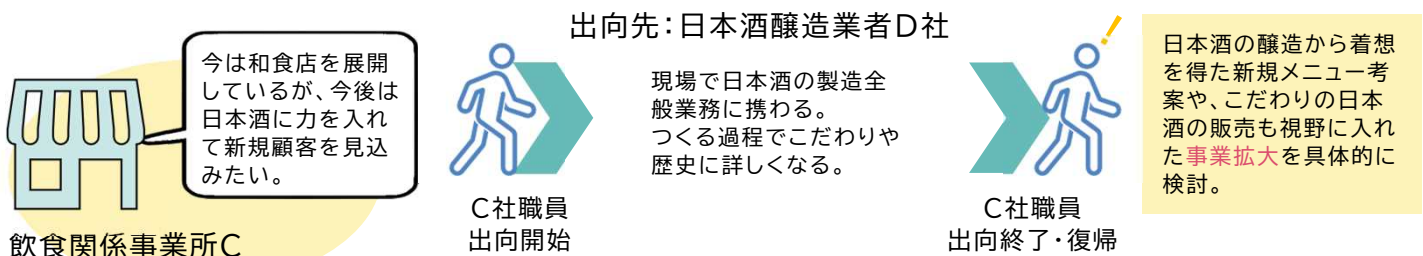 出向先：日本酒醸造業者D社
今は和食店を展開
しているが、今後は
日本酒に力を入れ
て新規顧客を見込
みたい。
飲食関係事業所C
C社職員
出向開始
現場で日本酒の製造全
般業務に携わる。
つくる過程でこだわりや
歴史に詳しくなる。
!
C社職員
出向終了・復帰
日本酒の醸造から着想
を得た新規メニュー考
案や、こだわりの日本
酒の販売も視野に入れ
た事業拡大を具体的に
検討。